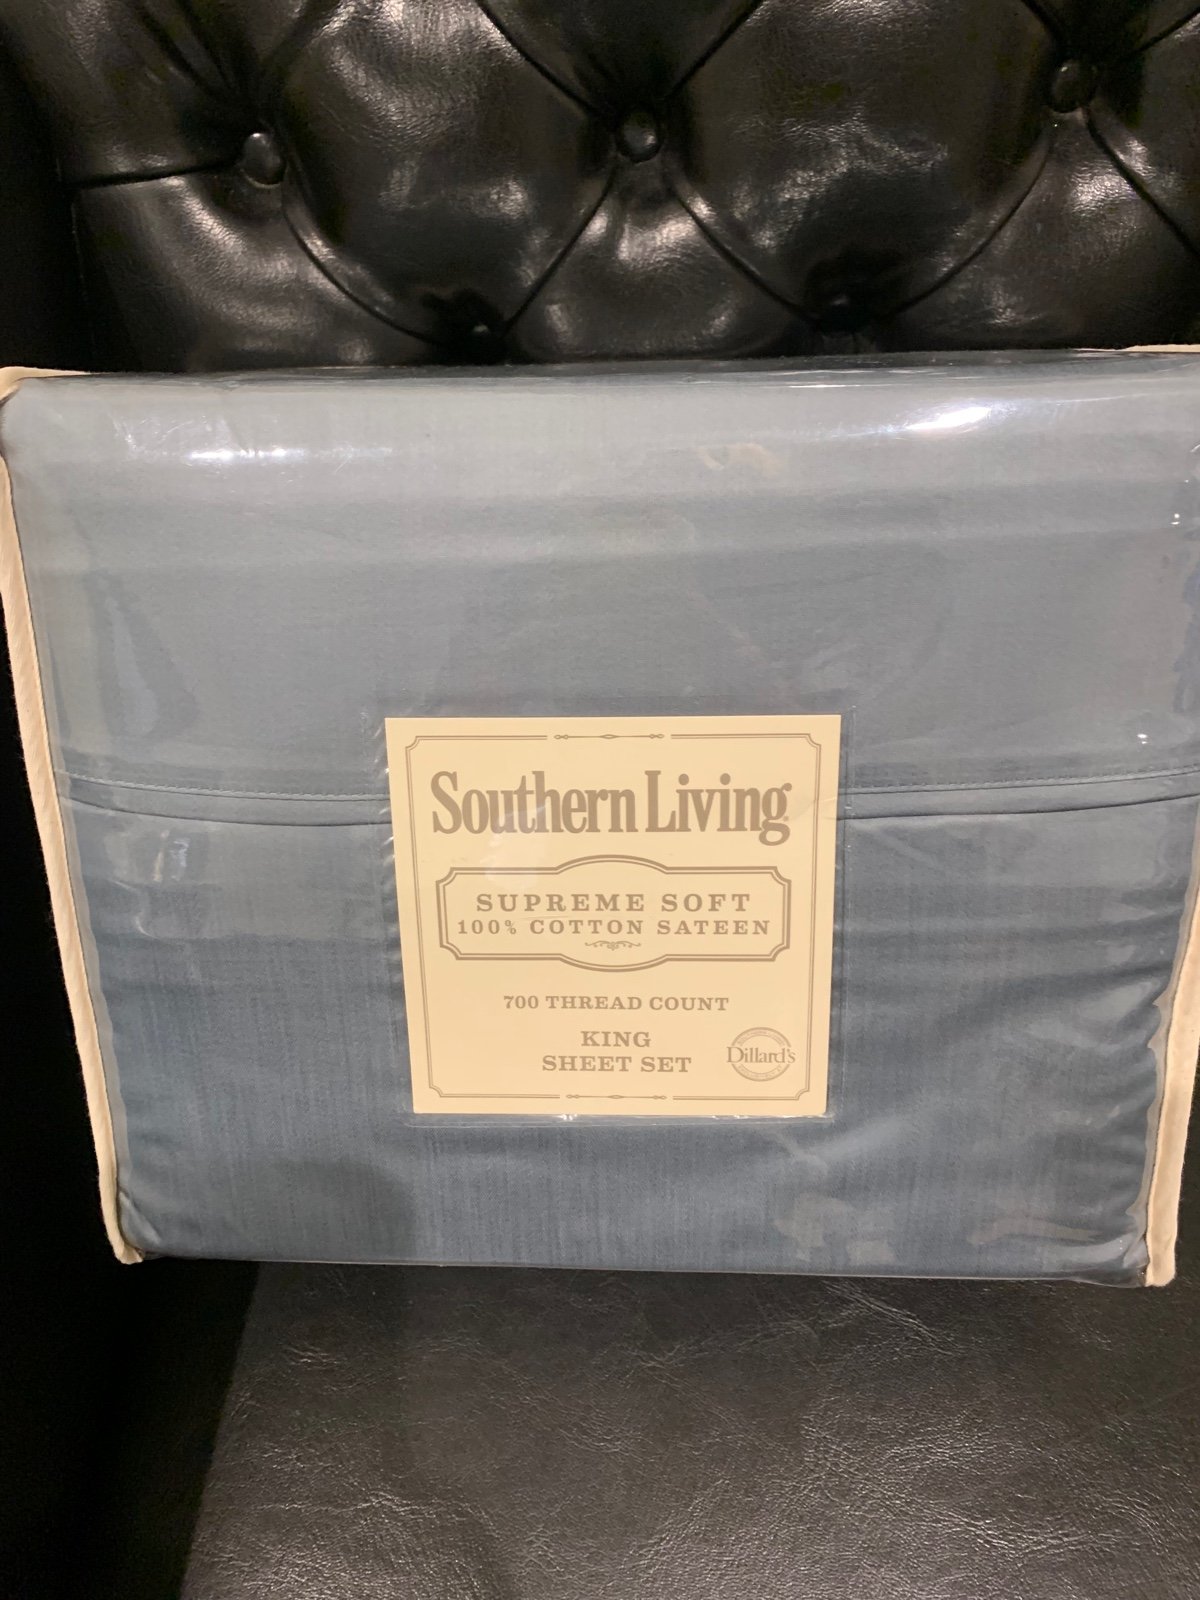 Southern Living
SUPREME SOFT
100% COTTON SATEEN
700 THREAD COUNT
KING
SHEET SET
Dillard's